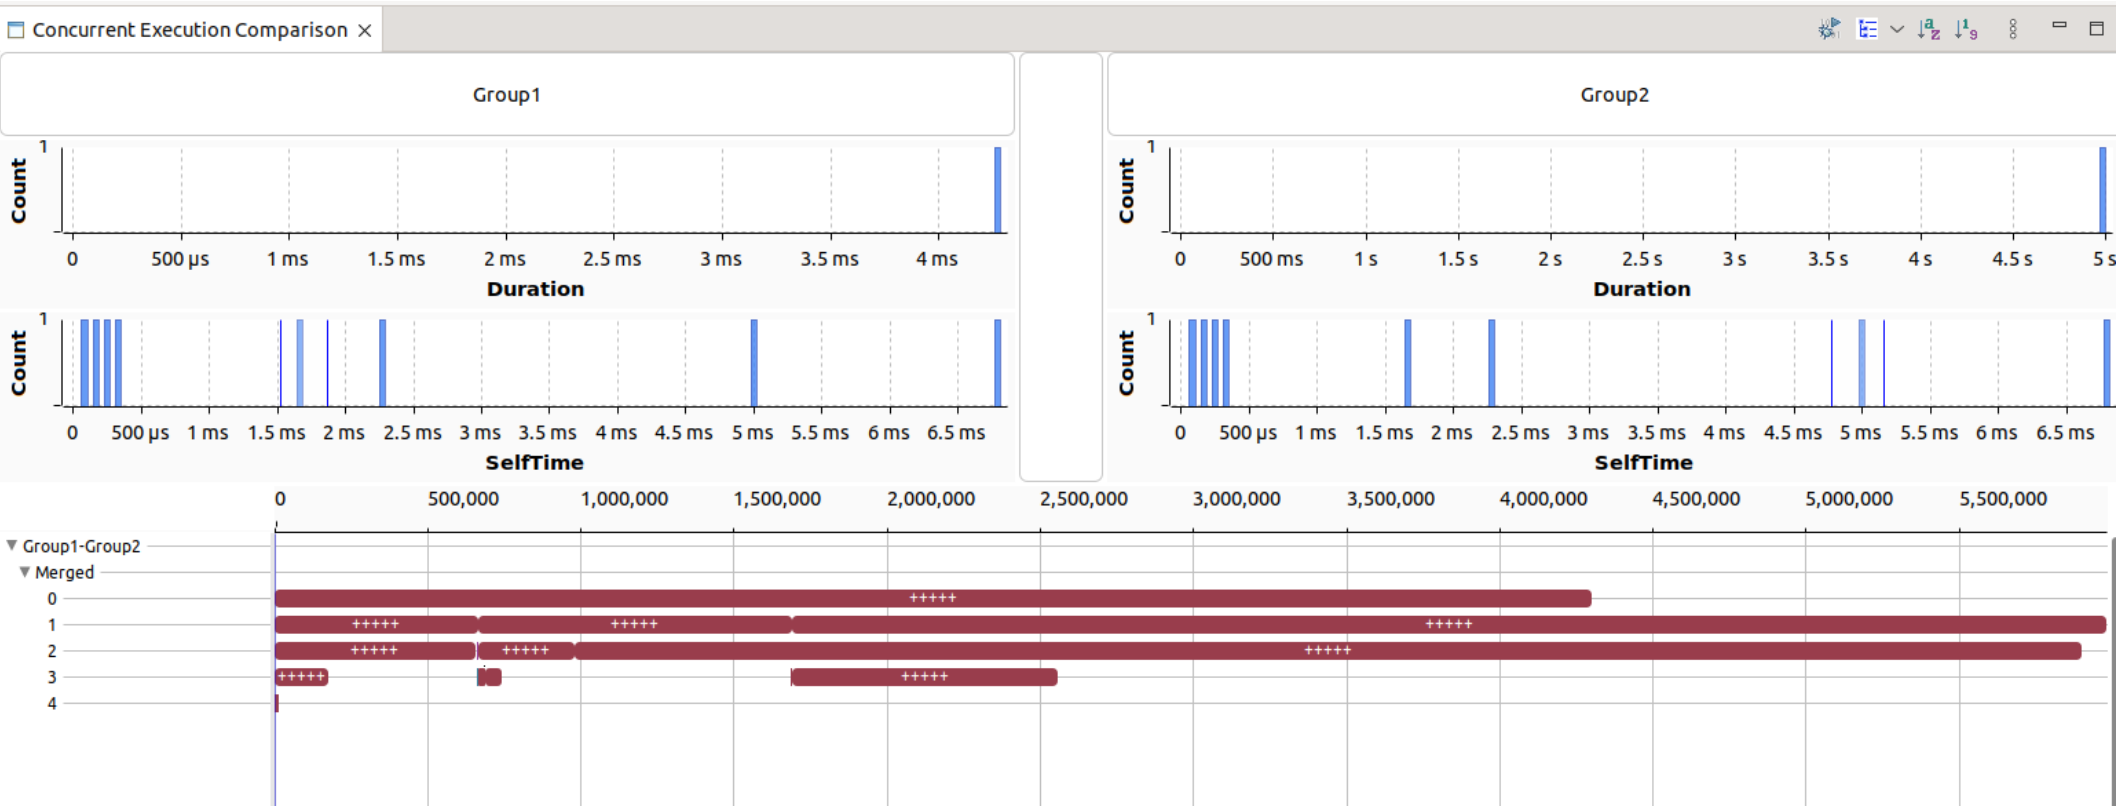 Concurrent Execution Comparison
Group1
Group2
1
Count
0 500 µs 1 ms 1.5 ms 2 ms 2.5 ms 3 ms 3.5 ms 4 ms
Duration
1
Count
0 500 ms 1 s 1.5 s 2 s 2.5 s 3 s 3.5 s 4 s 4.5 s 5 s
Duration
1
Count
0 500 µs 1 ms 1.5 ms 2 ms 2.5 ms 3 ms 3.5 ms 4 ms 4.5 ms 5 ms 5.5 ms 6 ms 6.5 ms
SelfTime
1
Count
0 500 µs 1 ms 1.5 ms 2 ms 2.5 ms 3 ms 3.5 ms 4 ms 4.5 ms 5 ms 5.5 ms 6 ms 6.5 ms
SelfTime
0 500,000 1,000,000 1,500,000 2,000,000 2,500,000 3,000,000 3,500,000 4,000,000 4,500,000 5,000,000 5,500,000
Group1-Group2
Merged
0 +++++
1 +++++ +++++ +++++
2 +++++ +++++ +++++
3 +++++ +++++
4